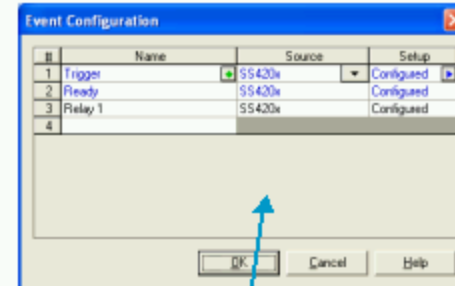 Event Configuration
# Name Source Setup
1 Trigger SS420x Configured
2 Ready SS420x Configured
3 Relay 1 SS420x Configured
4
OK Cancel Help